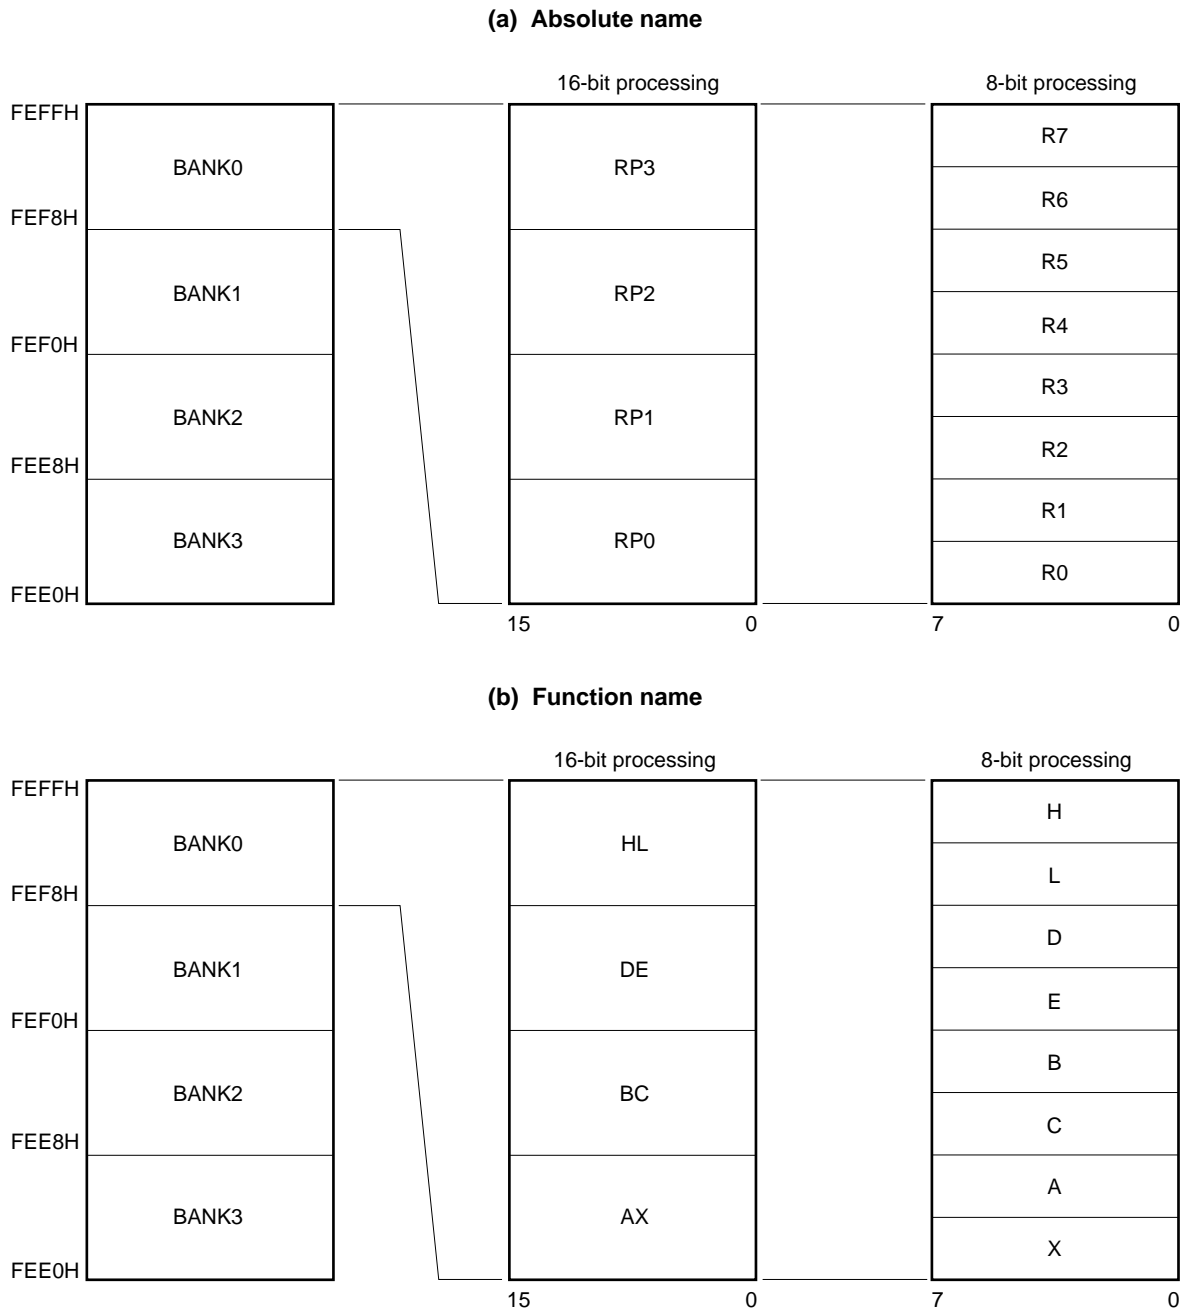 (a) Absolute name
16-bit processing 8-bit processing
FEFFH
BANK0 RP3 R7
R6
FEF8H
BANK1 RP2 R5
R4
FEF0H
BANK2 RP1 R3
R2
FEE8H
BANK3 RP0 R1
R0
FEE0H
15 0 7 0
(b) Function name
16-bit processing 8-bit processing
FEFFH
BANK0 HL H
L
FEF8H
BANK1 DE D
E
FEF0H
BANK2 BC B
C
FEE8H
BANK3 AX A
X
FEE0H
15 0 7 0